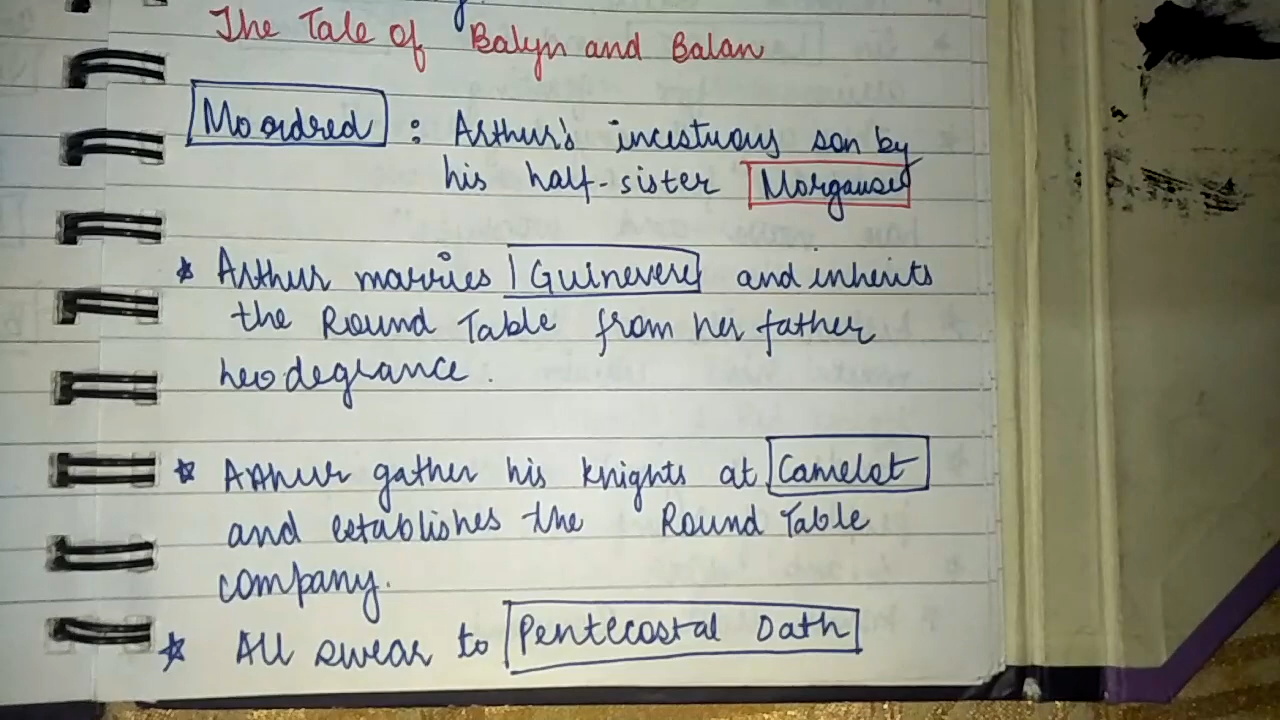 The Tale of Balyn and Balan
Moordred : Arthur's incestuous son by
his half-sister Morgause
* Arthur marries Guinevere and inherits
the Round Table from her father
Leodegrance.
* Arthur gather his knights at Camelot
and establishes the Round Table
company.
* All swear to Pentecostal Oath